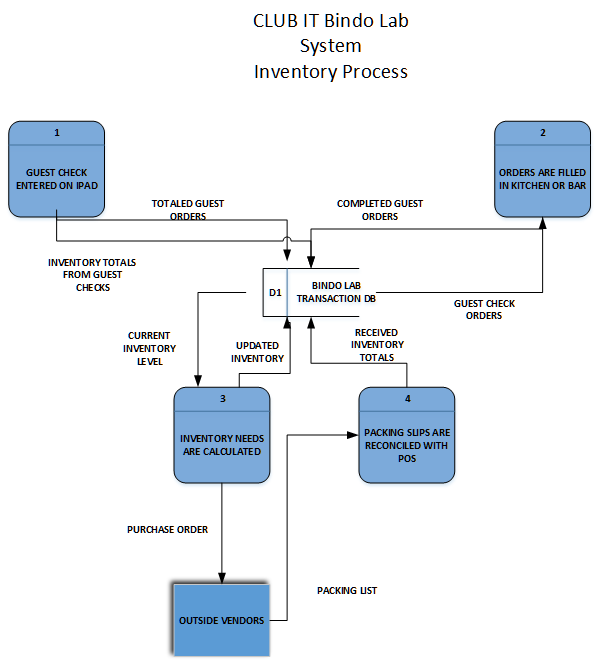 CLUB IT Bindo Lab
System
Inventory Process
1
GUEST CHECK
ENTERED ON IPAD
2
ORDERS ARE FILLED
IN KITCHEN OR BAR
TOTALED GUEST
ORDERS
COMPLETED GUEST
ORDERS
INVENTORY TOTALS
FROM GUEST
CHECKS
D1
BINDO LAB
TRANSACTION DB
GUEST CHECK
ORDERS
CURRENT
INVENTORY
LEVEL
UPDATED
INVENTORY
RECEIVED
INVENTORY
TOTALS
3
INVENTORY NEEDS
ARE CALCULATED
4
PACKING SLIPS ARE
RECONCILED WITH
POS
PURCHASE ORDER
PACKING LIST
OUTSIDE VENDORS